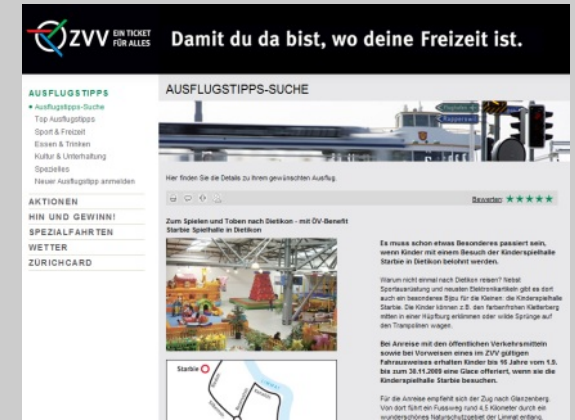 ZVV EIN TICKET FÜR ALLES
Damit du da bist, wo deine Freizeit ist.
AUSFLUGSTIPPS
Ausflugstipps-Suche
Top Ausflugstipps
Sport & Freizeit
Essen & Trinken
Kultur & Unterhaltung
Spezielles
Neuer Ausflugstipp anmelden
AKTIONEN
HIN UND GEWINN!
SPEZIALFAHRTEN
WETTER
ZÜRICHCARD
AUSFLUGSTIPPS-SUCHE
Flughafen
Hier finden Sie die Details zu Ihrem gewünschten Ausflug.
Bewerten
Zum Spielen und Toben nach Dietikon - mit ÖV-Benefit
Starbie Spielhalle in Dietikon
Starbie
Limmat
Es muss schon etwas Besonderes passiert sein,
wenn Kinder mit einem Besuch der Kinderspielhalle
Starbie in Dietikon belohnt werden.
Warum nicht einmal nach Dietikon reisen? Nebst
Sportausrüstung und neusten Elektronikartikeln gibt es dort
auch ein besonderes Bijou für die Kleinen: die Kinderspielhalle
Starbie. Die Kinder können z.B. den farbenfrohen Kletterberg
mitten in einer Hüpfburg erklimmen oder wilde Sprünge auf
den Trampolinen wagen.
Bei Anreise mit den öffentlichen Verkehrsmitteln
sowie bei Vorweisen eines im ZVV gültigen
Fahrausweises erhalten Kinder bis 16 Jahre vom 1.9.
bis zum 30.11.2009 eine Glace offeriert, wenn sie die
Kinderspielhalle Starbie besuchen.
Für die Anreise empfiehlt sich der Zug nach Glanzenberg.
Von dort führt ein Fussweg rund 4,5 Kilometer durch ein
wunderschönes Naturschutzgebiet der Limmat entlang,